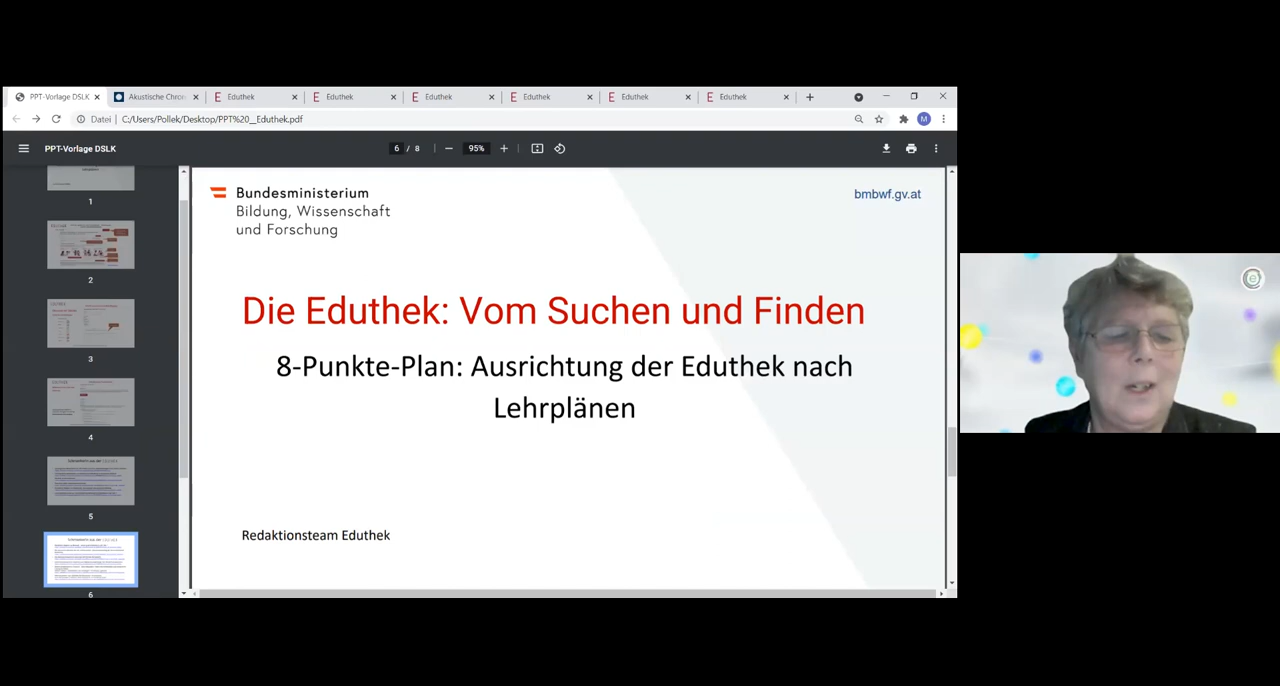 PPT-Vorlage DSLK
Akustische Chron
Eduthek
Eduthek
Eduthek
Eduthek
Eduthek
Eduthek
Datei
C:/Users/Pollek/Desktop/PPT%20__Eduthek.pdf
M
PPT-Vorlage DSLK
6 / 8
95%
1
2
3
4
5
6
Bundesministerium
Bildung, Wissenschaft
und Forschung
bmbwf.gv.at
Die Eduthek: Vom Suchen und Finden
8-Punkte-Plan: Ausrichtung der Eduthek nach
Lehrplänen
Redaktionsteam Eduthek